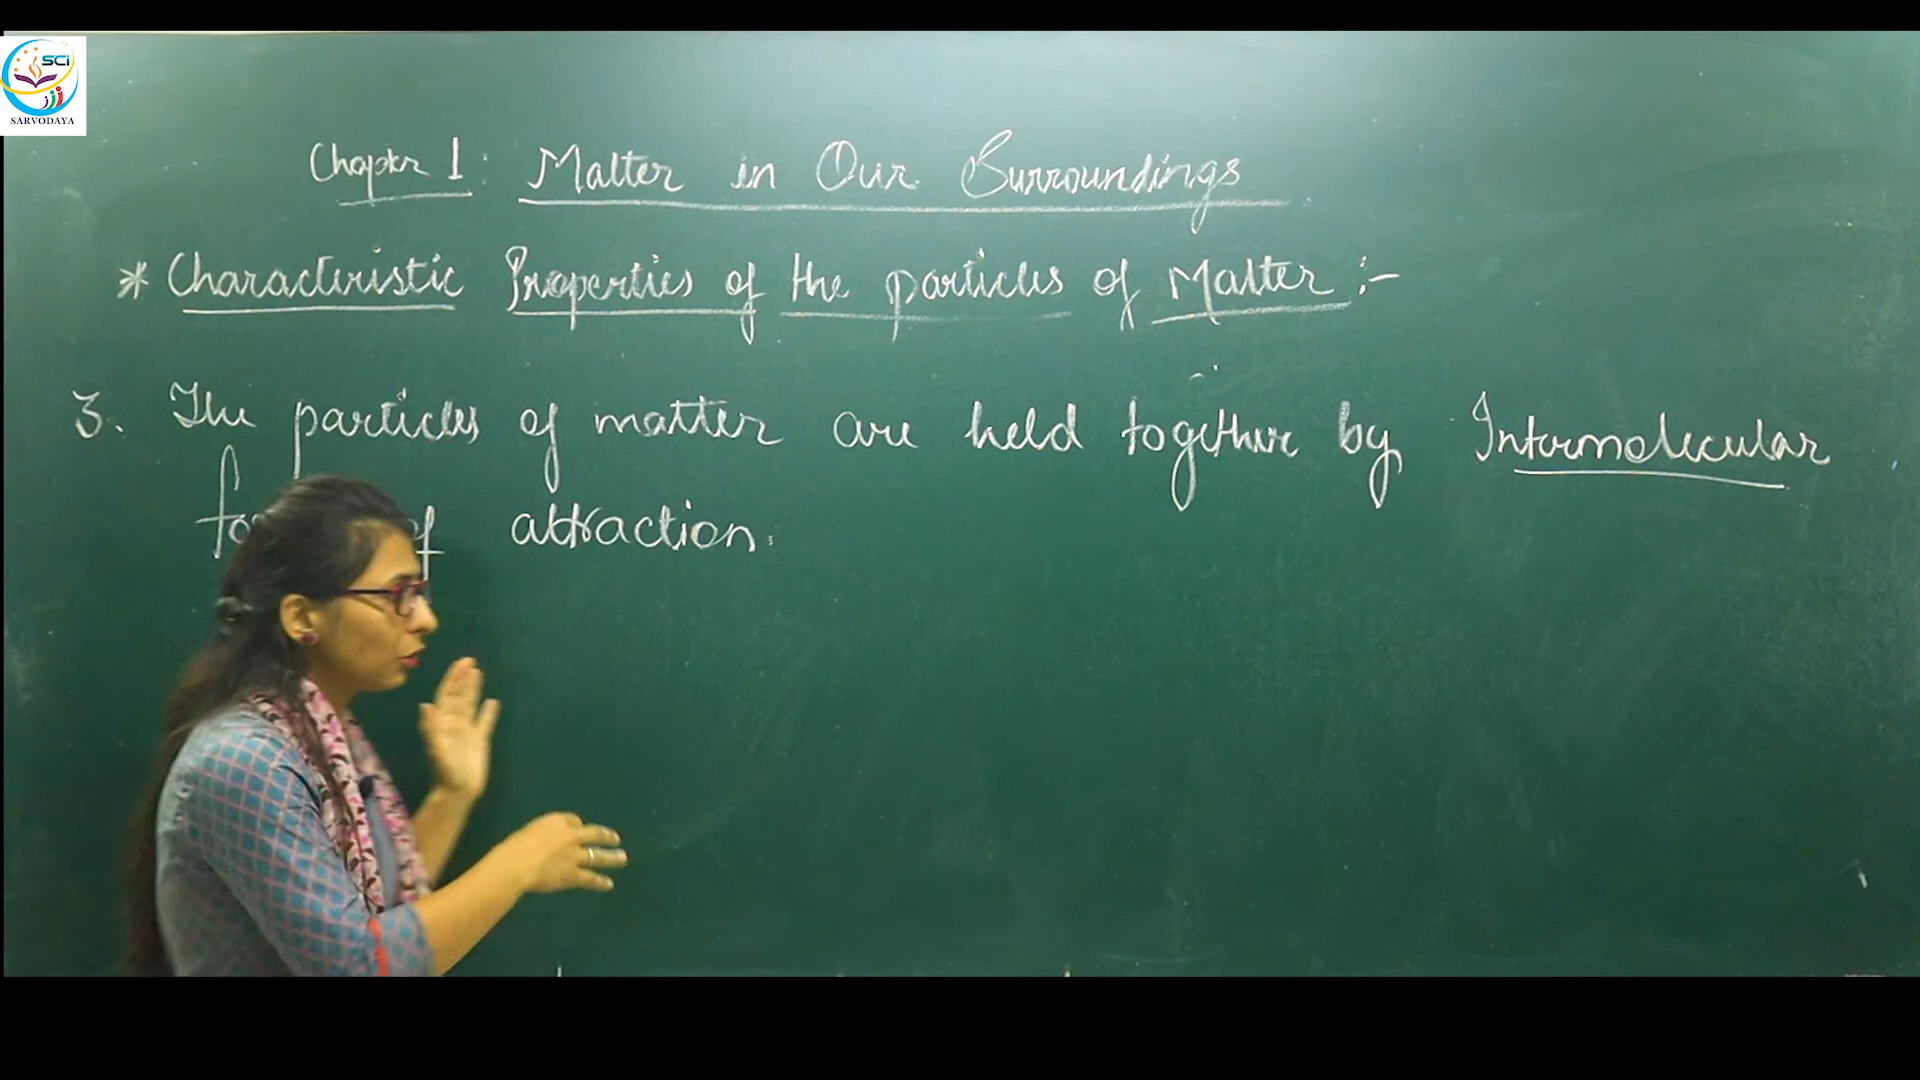 SCI
SARVODAYA
Chapter 1: Matter in Our Surroundings
* Characteristic Properties of the particles of Matter :-
3. The particles of matter are held together by Intermolecular
of attraction.